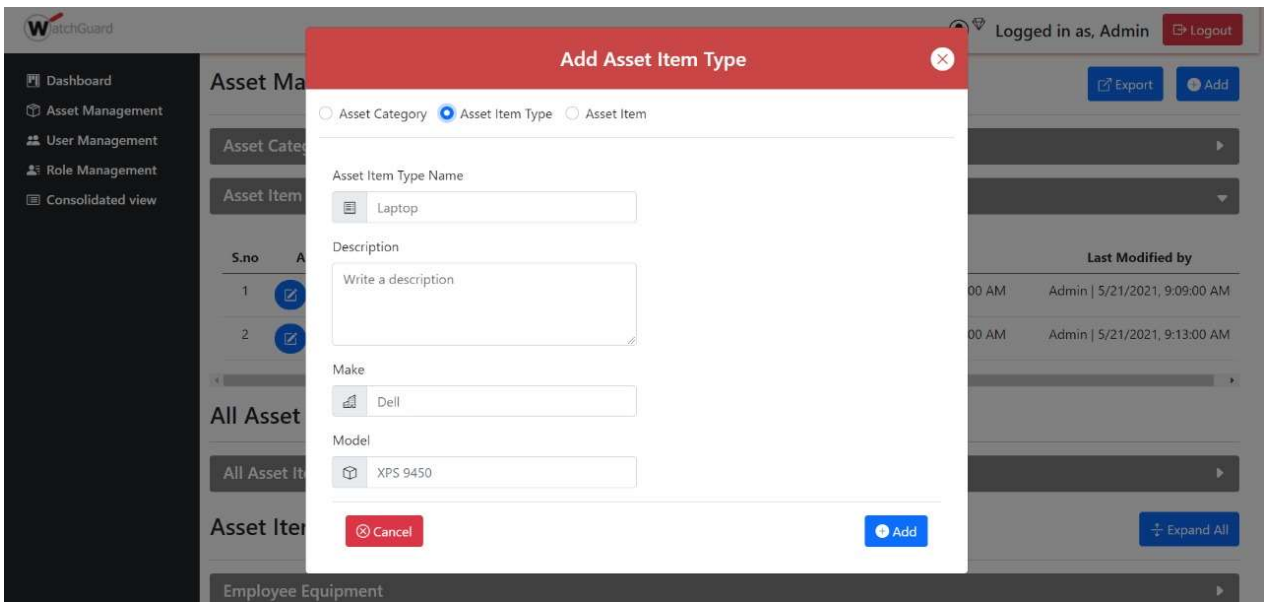 WatchGuard
Logged in as, Admin
Logout
Add Asset Item Type
Dashboard
Asset Management
User Management
Role Management
Consolidated view
Asset Ma
Export
Add
Asset Category
Asset Item Type
Asset Item
Asset Categ
Asset Item
Asset Item Type Name
Laptop
Description
Write a description
S.no
A
Last Modified by
1
00 AM
Admin | 5/21/2021, 9:09:00 AM
2
00 AM
Admin | 5/21/2021, 9:13:00 AM
Make
Dell
All Asset
Model
XPS 9450
All Asset It
Asset Iter
Cancel
Add
Expand All
Employee Equipment